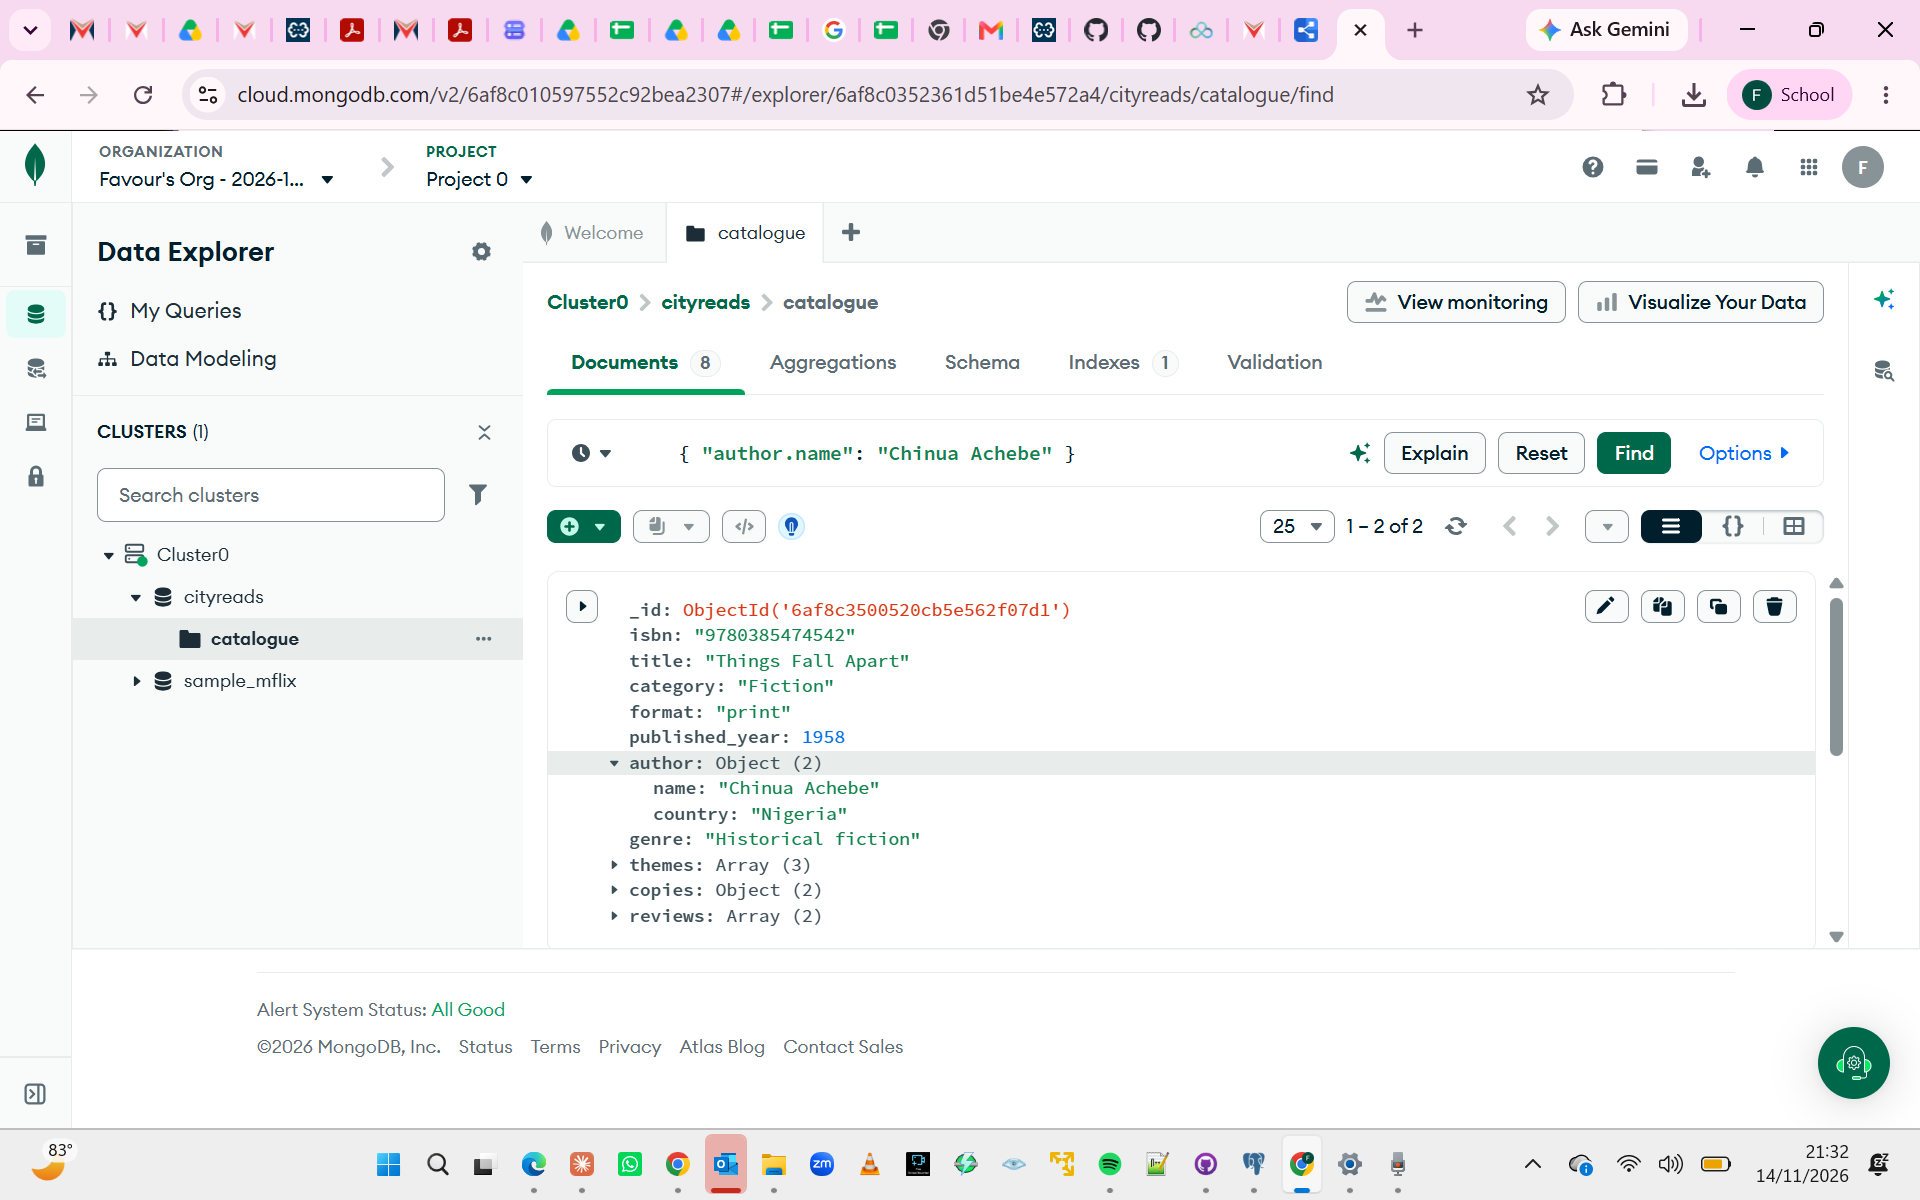 Ask Gemini
cloud.mongodb.com/v2/6af8c010597552c92bea2307#/explorer/6af8c0352361d51be4e572a4/cityreads/catalogue/find
F School
ORGANIZATION
Favour's Org - 2026-1...
PROJECT
Project 0
F
Data Explorer
My Queries
Data Modeling
CLUSTERS (1)
Search clusters
Cluster0
cityreads
catalogue
sample_mflix
Welcome
catalogue
Cluster0 > cityreads > catalogue
View monitoring
Visualize Your Data
Documents 8
Aggregations
Schema
Indexes 1
Validation
{ "author.name": "Chinua Achebe" }
Explain
Reset
Find
Options
25
1 – 2 of 2
_id: ObjectId('6af8c3500520cb5e562f07d1')
isbn: "9780385474542"
title: "Things Fall Apart"
category: "Fiction"
format: "print"
published_year: 1958
author: Object (2)
name: "Chinua Achebe"
country: "Nigeria"
genre: "Historical fiction"
themes: Array (3)
copies: Object (2)
reviews: Array (2)
Alert System Status: All Good
©2026 MongoDB, Inc. Status Terms Privacy Atlas Blog Contact Sales
83°
zm
21:32
14/11/2026